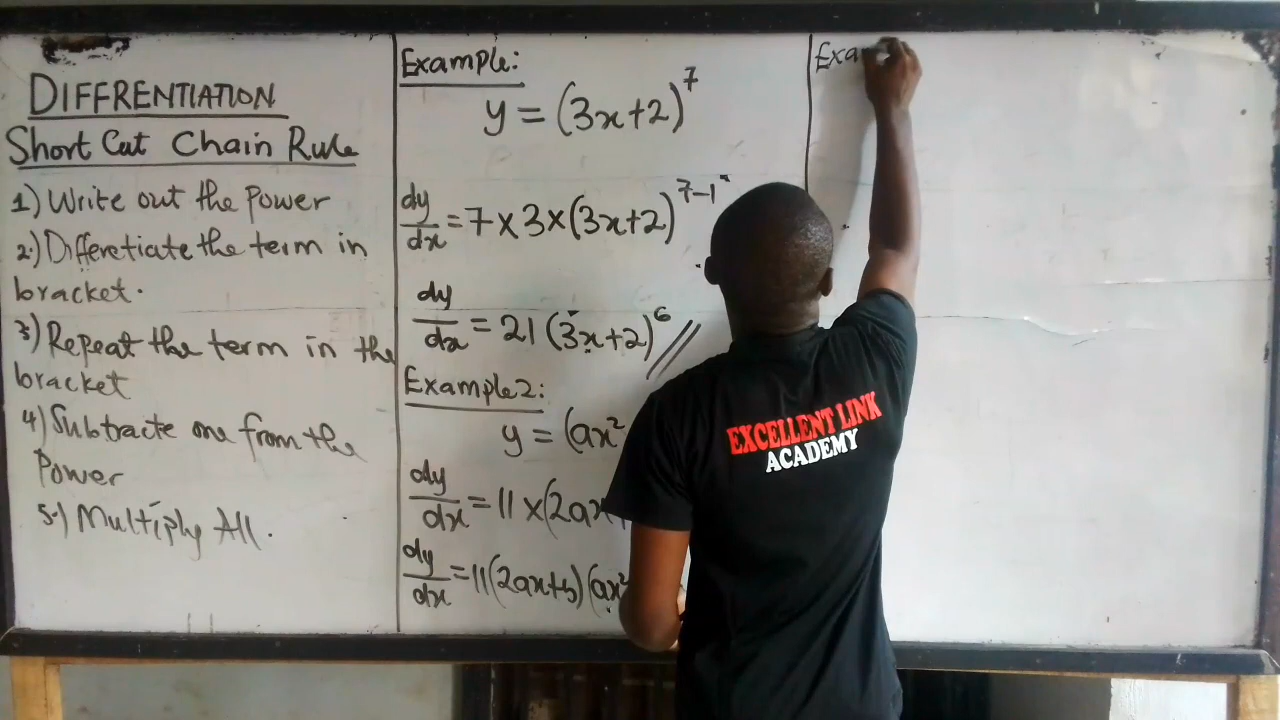 DIFFRENTIATION
Short Cut Chain Rule
1) Write out the Power
2.) Differetiate the term in
bracket.
3) Repeat the term in the
bracket
4) Subtracte one from the
Power
5.) Multiply All.
Example:
y = (3x+2)^7
dy/dx = 7 x 3 x (3x+2)^7-1
dy/dx = 21 (3x+2)^6
Example 2:
y = (ax²
dy/dx = 11 x (2ax+
dy/dx = 11(2ax+b) (ax²
Exa
EXCELLENT LINK
ACADEMY